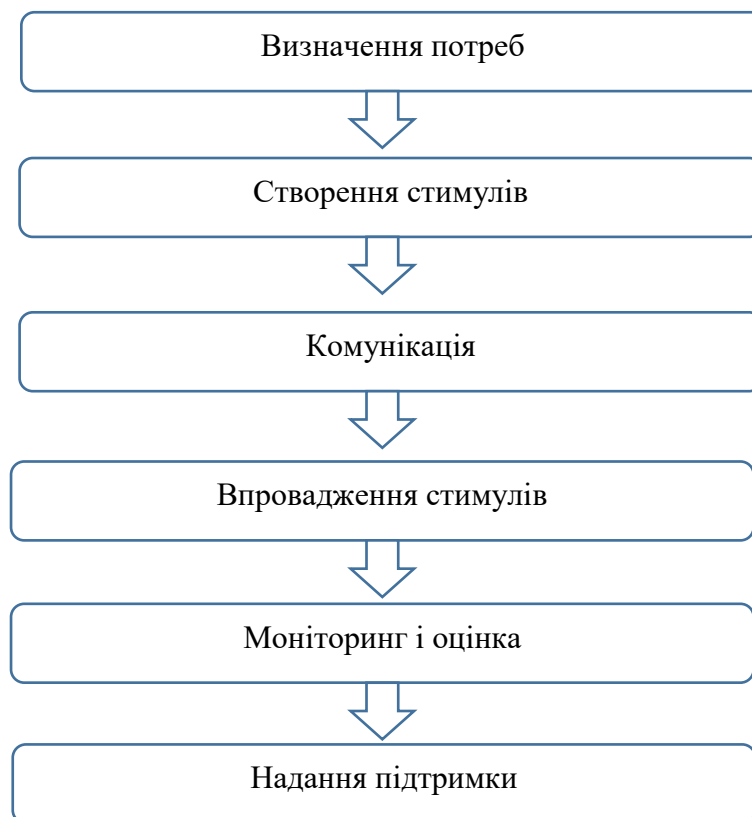 Визначення потреб
Створення стимулів
Комунікація
Впровадження стимулів
Моніторинг і оцінка
Надання підтримки